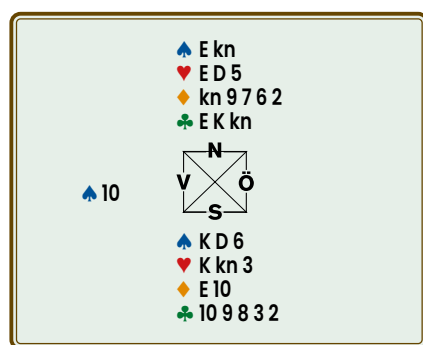 ♠ E kn
♥ E D 5
♦ kn 9 7 6 2
♣ E K kn
N
V Ö
♠ 10
S
♠ K D 6
♥ K kn 3
♦ E 10
♣ 10 9 8 3 2